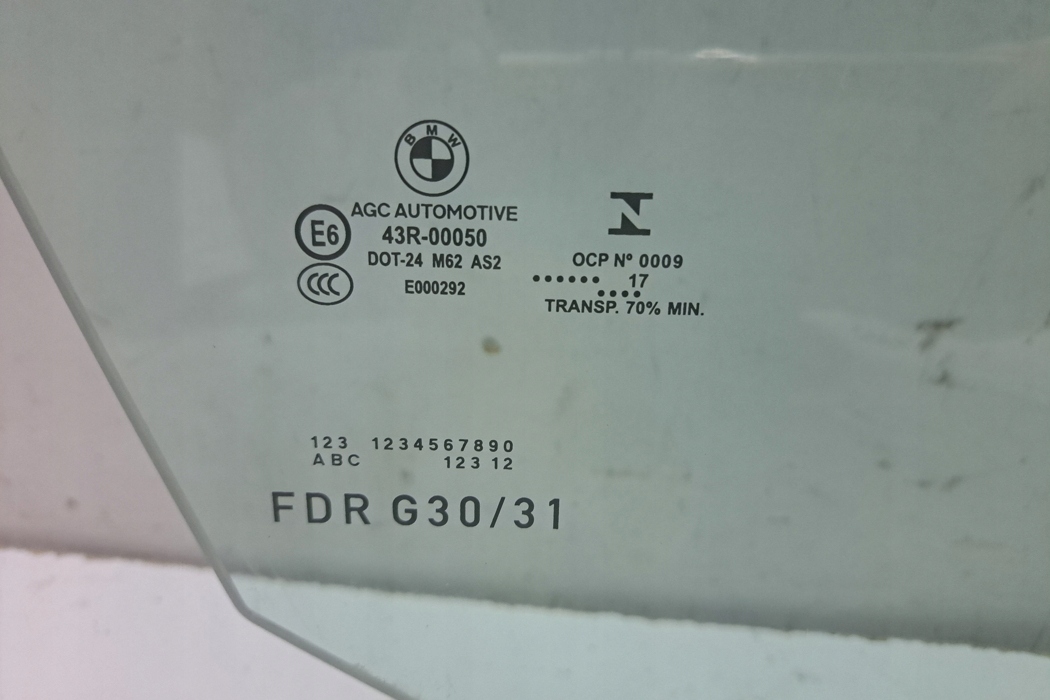 BMW
AGC AUTOMOTIVE
E6
43R-00050
DOT-24 M62 AS2
CCC
E000292
N
OCP Nº 0009
••••••• 17
••••
TRANSP. 70% MIN.
123 1234567890
ABC 123 12
FDR G30/31